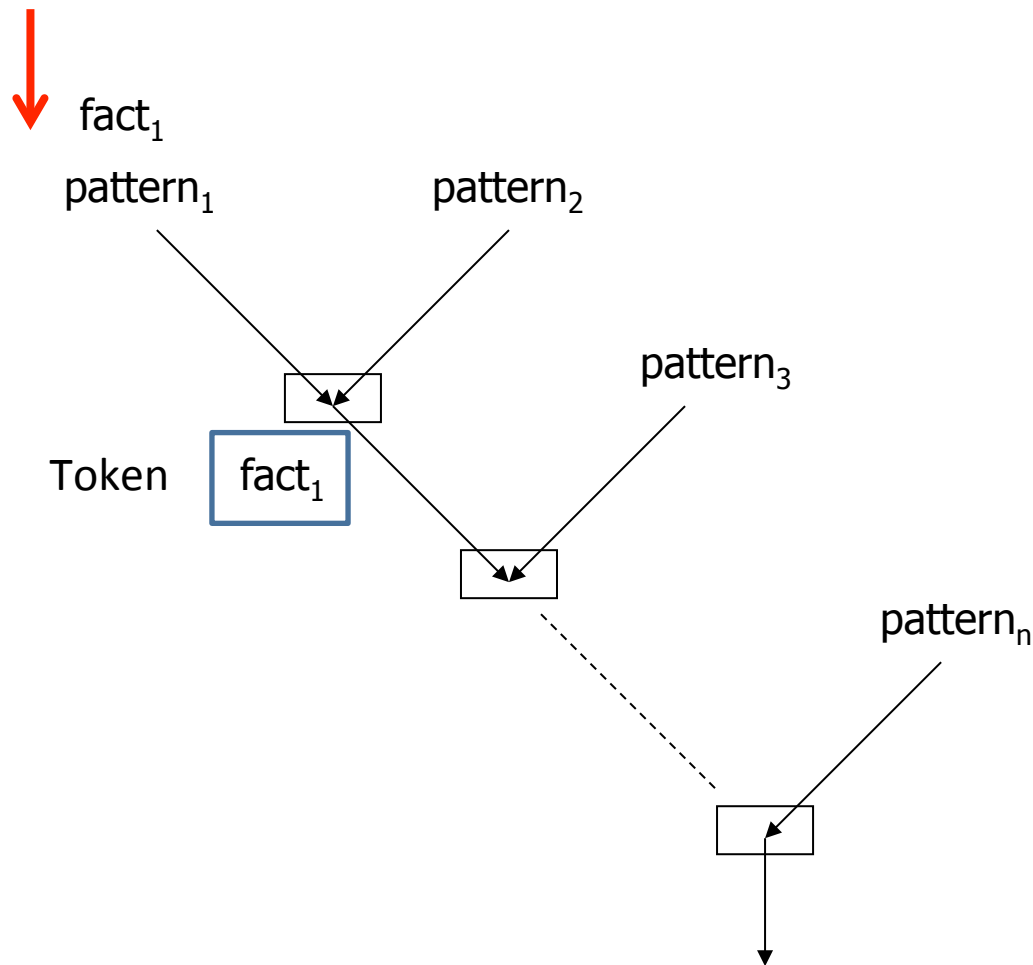 fact₁
pattern₁ pattern₂
pattern₃
Token fact₁
patternₙ